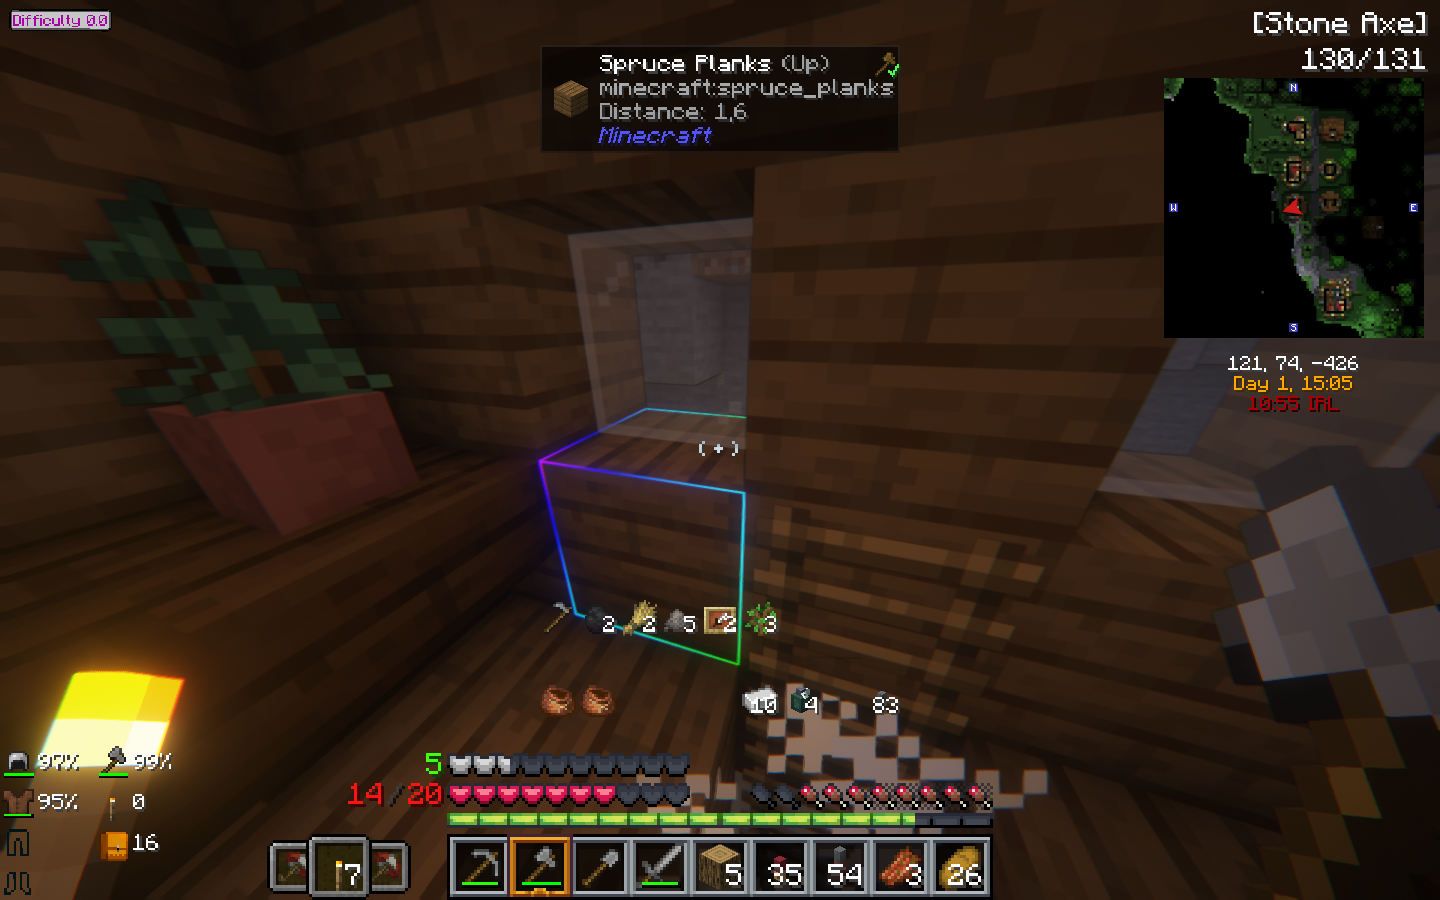 Difficulty 0.0
Spruce Planks (Up)
minecraft:spruce_planks
Distance: 1,6
Minecraft
[Stone Axe]
130/131
N
W
E
S
121, 74, -426
Day 1, 15:05
10:55 IRL
2
2
5
2
3
10
4
83
97%
99%
95%
0
16
5
14/20
7
5
35
54
3
26